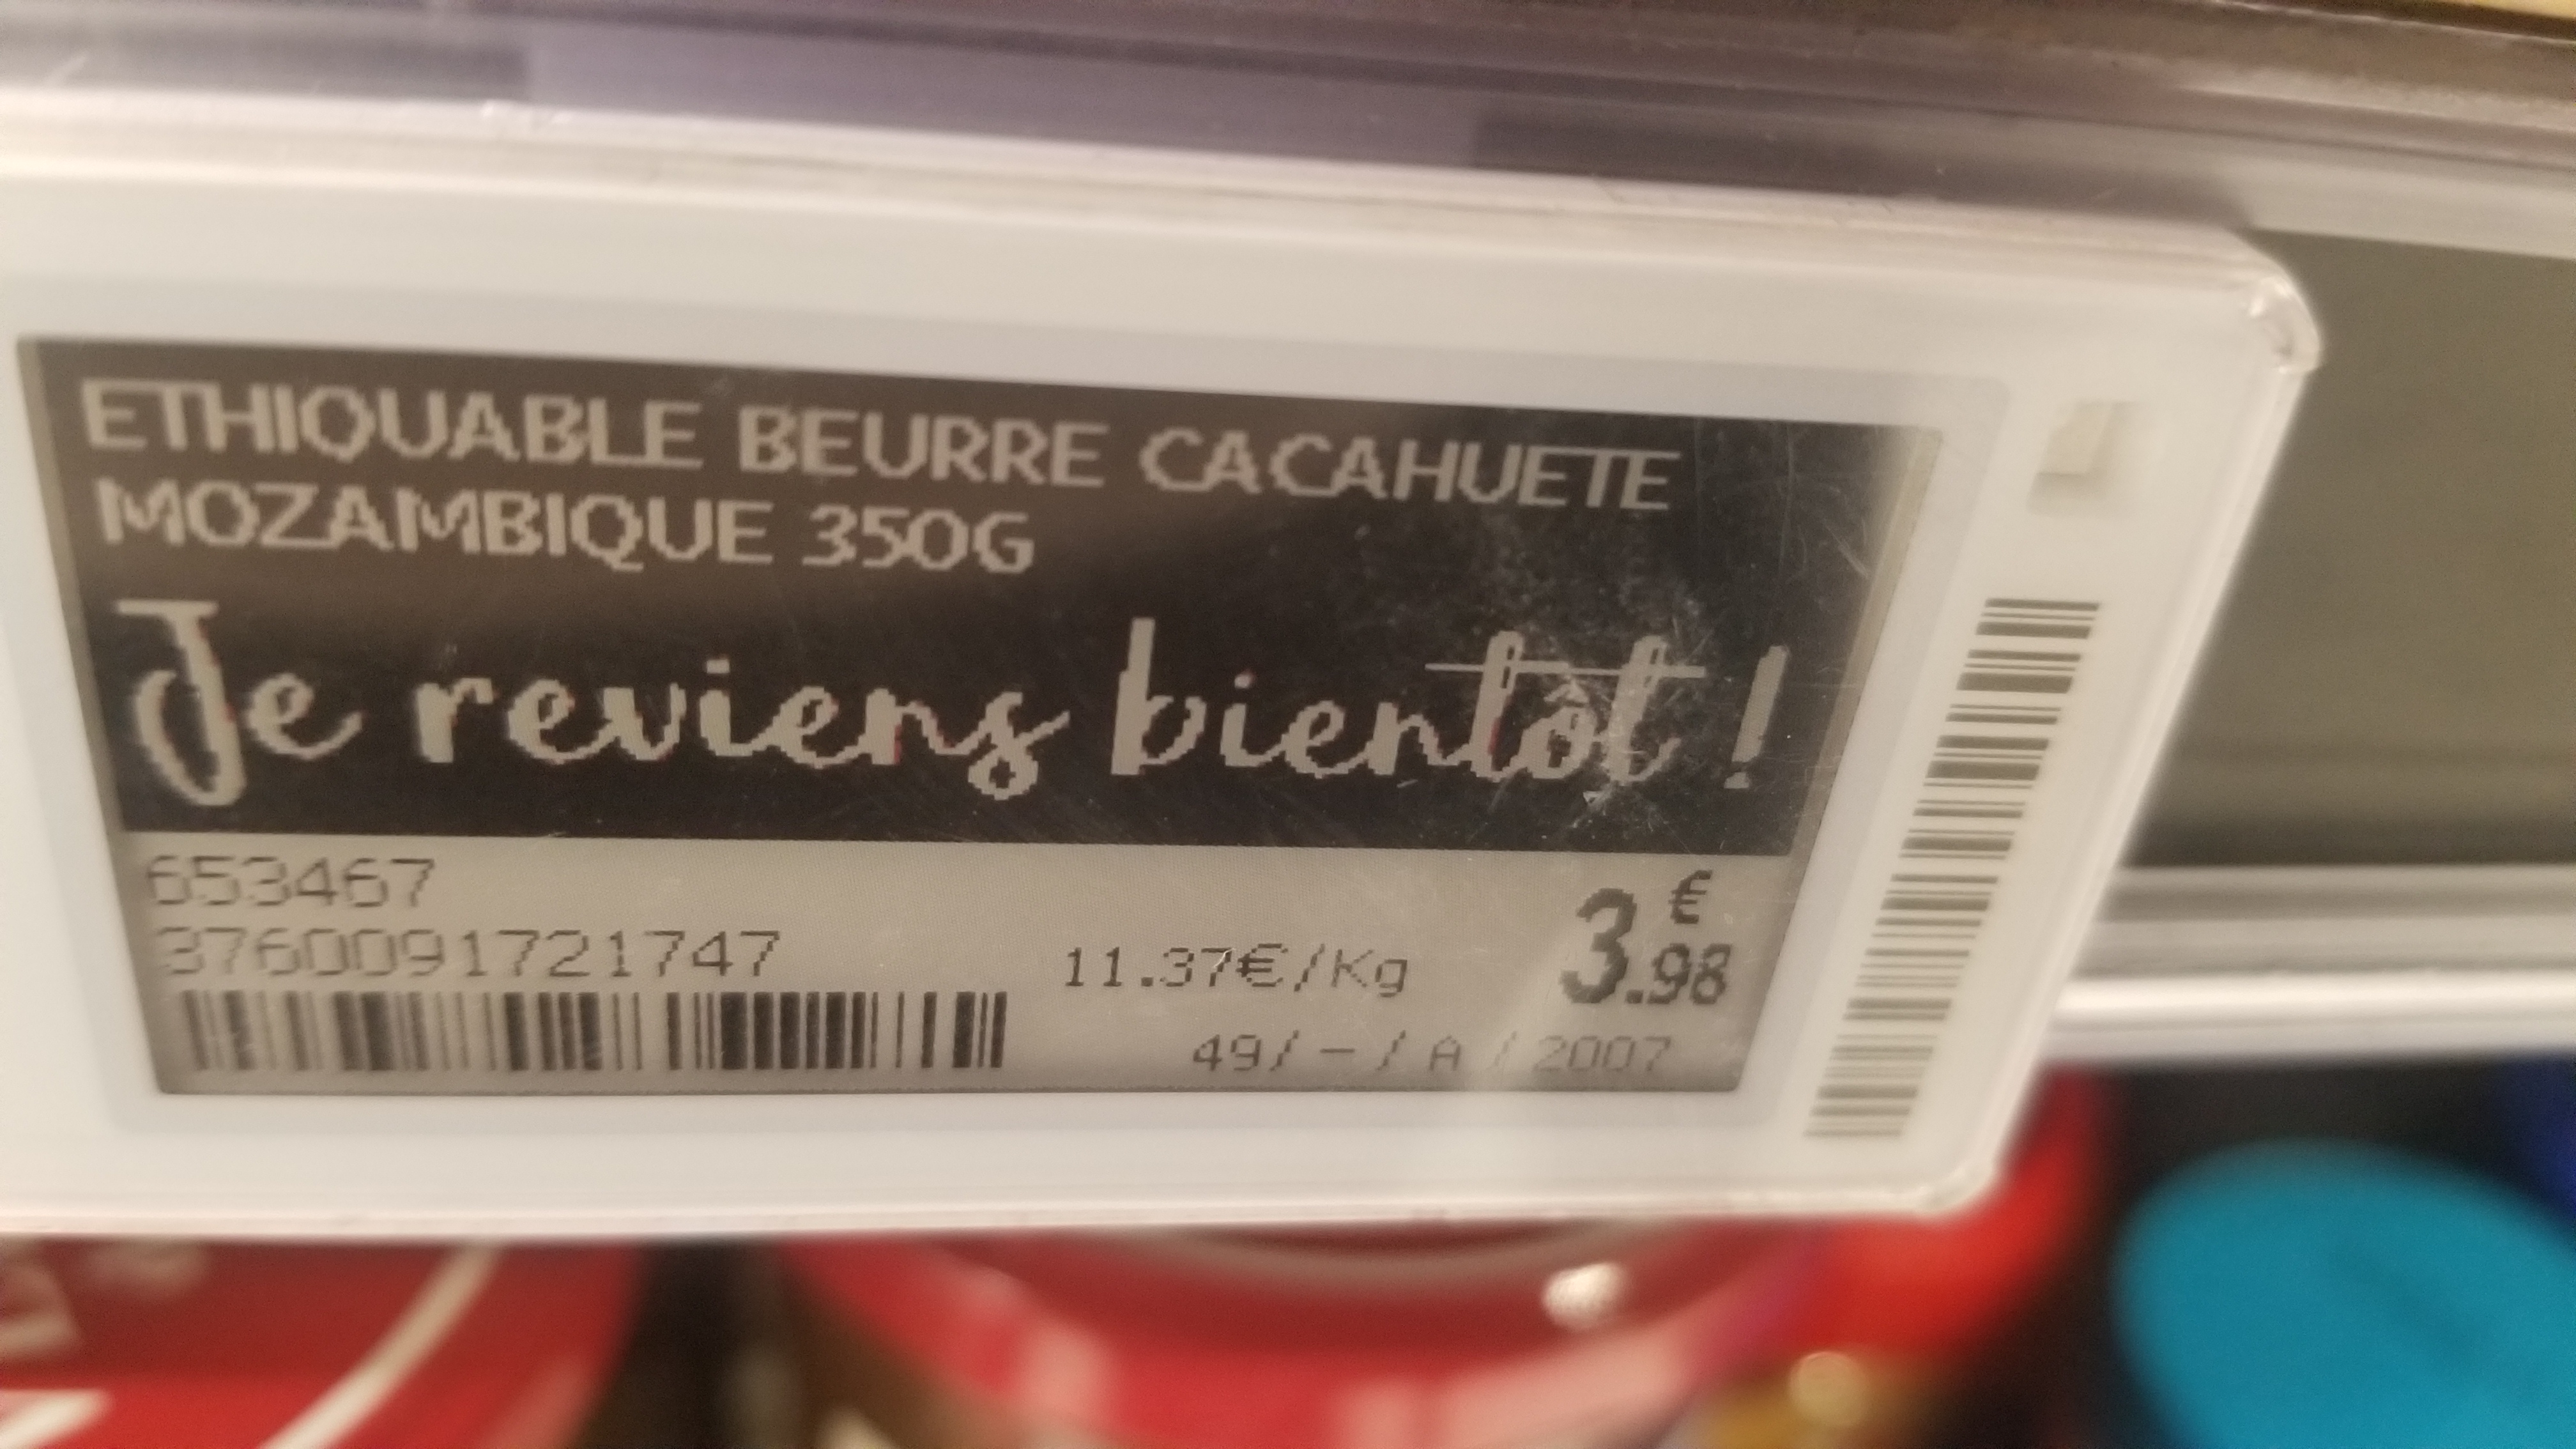 ETHIQUABLE BEURRE CACAHUETE
MOZAMBIQUE 350G
Je reviens bientôt !
653467
3760091721747
11.37€/Kg
3.98 €
49/-/A/2007